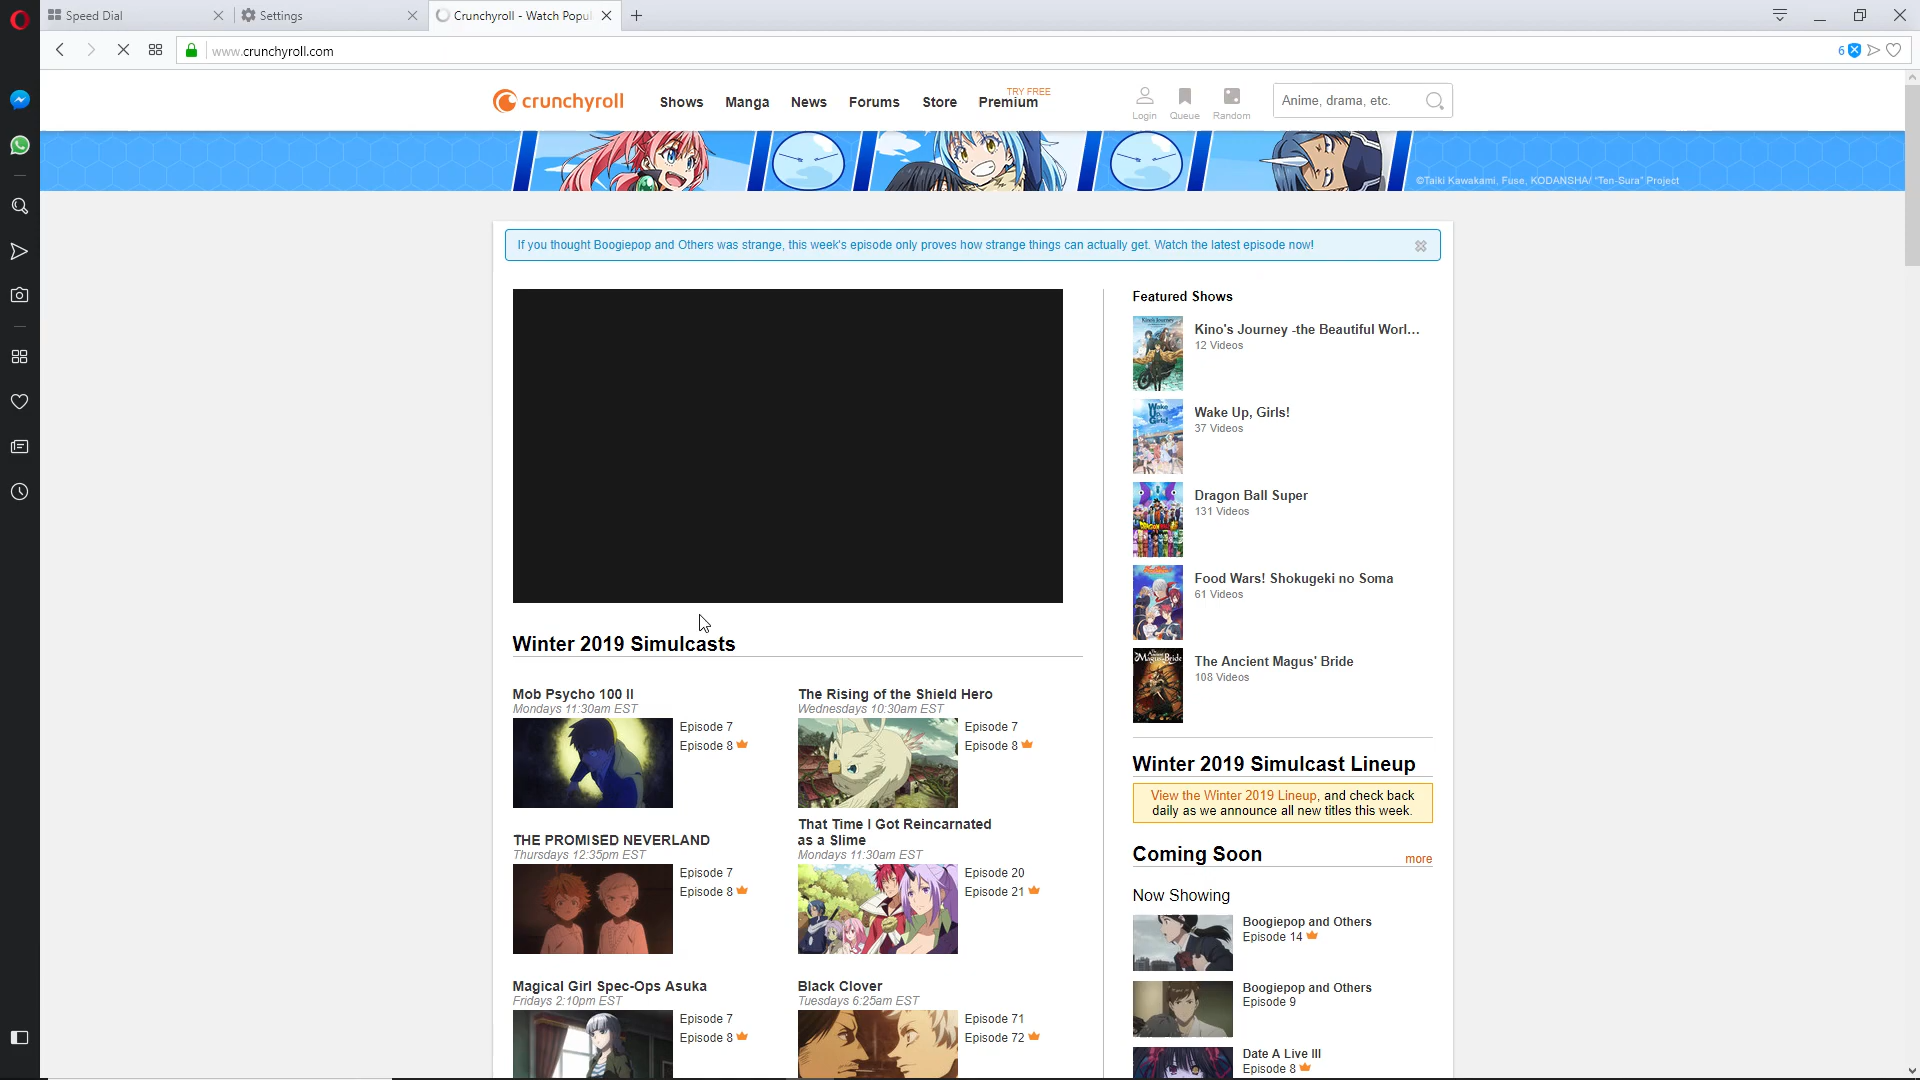 Speed Dial
Settings
Crunchyroll - Watch Popul
www.crunchyroll.com
6
crunchyroll
Shows
Manga
News
Forums
Store
TRY FREE
Premium
Login
Queue
Random
Anime, drama, etc.
©Taiki Kawakami, Fuse, KODANSHA/ "Ten-Sura" Project
If you thought Boogiepop and Others was strange, this week's episode only proves how strange things can actually get. Watch the latest episode now!
Winter 2019 Simulcasts
Mob Psycho 100 II
Mondays 11:30am EST
Episode 7
Episode 8
The Rising of the Shield Hero
Wednesdays 10:30am EST
Episode 7
Episode 8
THE PROMISED NEVERLAND
Thursdays 12:35pm EST
Episode 7
Episode 8
That Time I Got Reincarnated
as a Slime
Mondays 11:30am EST
Episode 20
Episode 21
Magical Girl Spec-Ops Asuka
Fridays 2:10pm EST
Episode 7
Episode 8
Black Clover
Tuesdays 6:25am EST
Episode 71
Episode 72
Featured Shows
Kino's Journey -the Beautiful Worl...
12 Videos
Wake Up, Girls!
37 Videos
Dragon Ball Super
131 Videos
Food Wars! Shokugeki no Soma
61 Videos
The Ancient Magus' Bride
108 Videos
Winter 2019 Simulcast Lineup
View the Winter 2019 Lineup, and check back
daily as we announce all new titles this week.
Coming Soon
more
Now Showing
Boogiepop and Others
Episode 14
Boogiepop and Others
Episode 9
Date A Live III
Episode 8